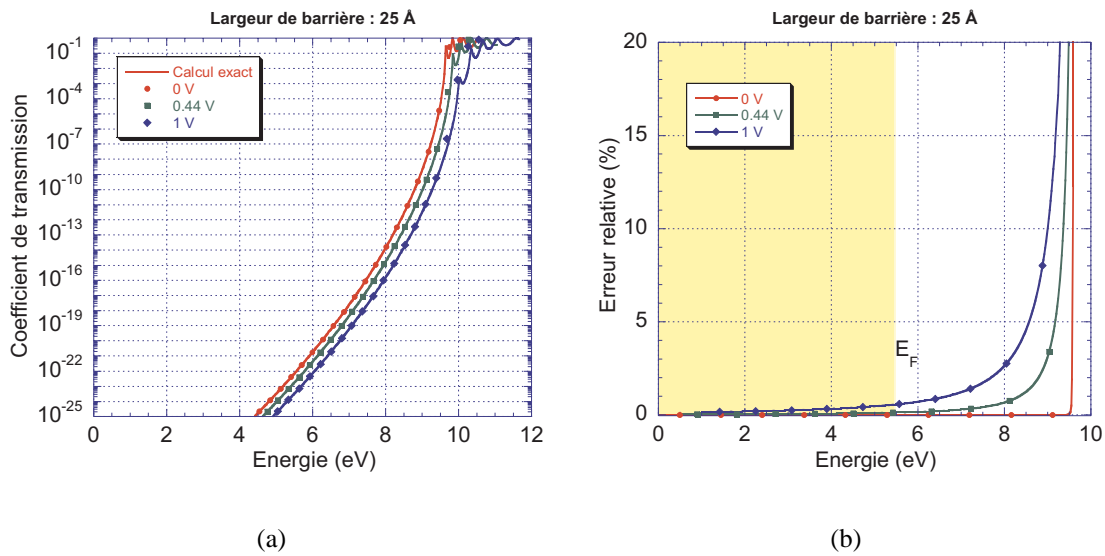 Largeur de barrière : 25 Å
Coefficient de transmission
10-1
10-4
10-7
10-10
10-13
10-16
10-19
10-22
10-25
Calcul exact
0 V
0.44 V
1 V
0 2 4 6 8 10 12
Energie (eV)
(a)
Largeur de barrière : 25 Å
Erreur relative (%)
20
15
10
5
0
0 V
0.44 V
1 V
EF
0 2 4 6 8 10
Energie (eV)
(b)